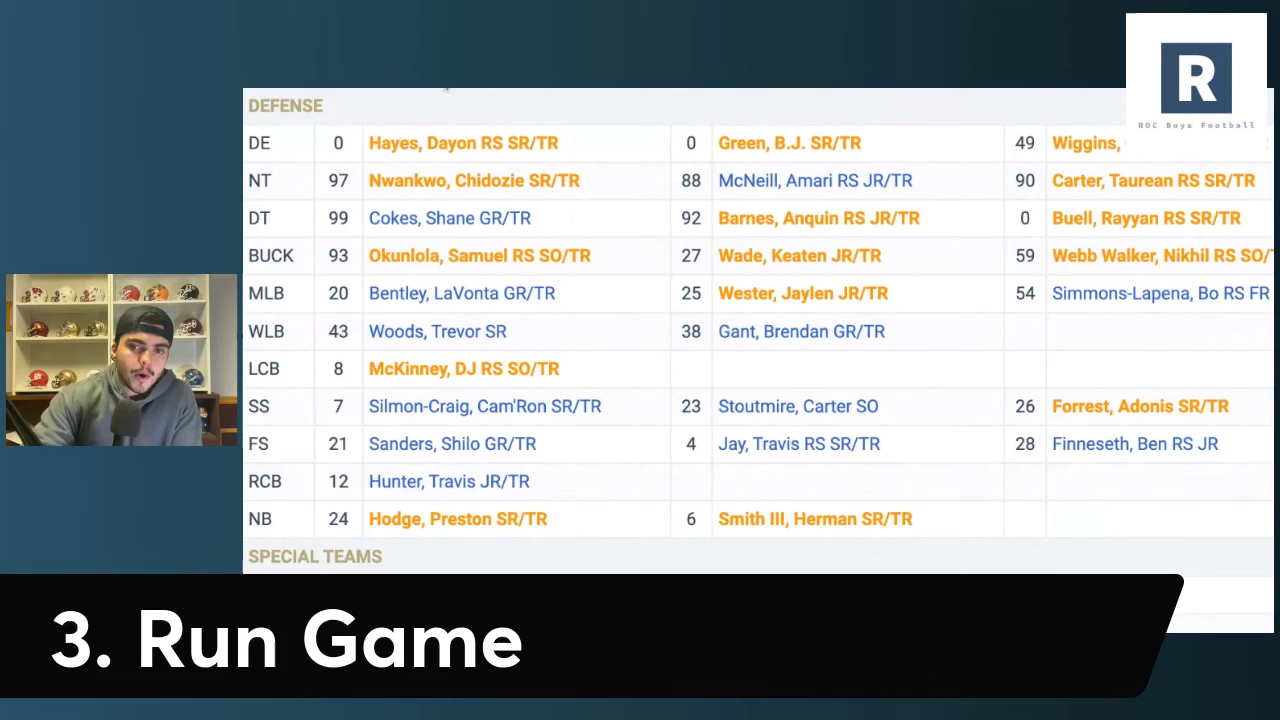 R
ROC Boys Football
DEFENSE
DE 0 Hayes, Dayon RS SR/TR 0 Green, B.J. SR/TR 49 Wiggins,
NT 97 Nwankwo, Chidozie SR/TR 88 McNeill, Amari RS JR/TR 90 Carter, Taurean RS SR/TR
DT 99 Cokes, Shane GR/TR 92 Barnes, Anquin RS JR/TR 0 Buell, Rayyan RS SR/TR
BUCK 93 Okunlola, Samuel RS SO/TR 27 Wade, Keaten JR/TR 59 Webb Walker, Nikhil RS SO/T
MLB 20 Bentley, LaVonta GR/TR 25 Wester, Jaylen JR/TR 54 Simmons-Lapena, Bo RS FR
WLB 43 Woods, Trevor SR 38 Gant, Brendan GR/TR
LCB 8 McKinney, DJ RS SO/TR
SS 7 Silmon-Craig, Cam'Ron SR/TR 23 Stoutmire, Carter SO 26 Forrest, Adonis SR/TR
FS 21 Sanders, Shilo GR/TR 4 Jay, Travis RS SR/TR 28 Finneseth, Ben RS JR
RCB 12 Hunter, Travis JR/TR
NB 24 Hodge, Preston SR/TR 6 Smith III, Herman SR/TR
SPECIAL TEAMS
3. Run Game